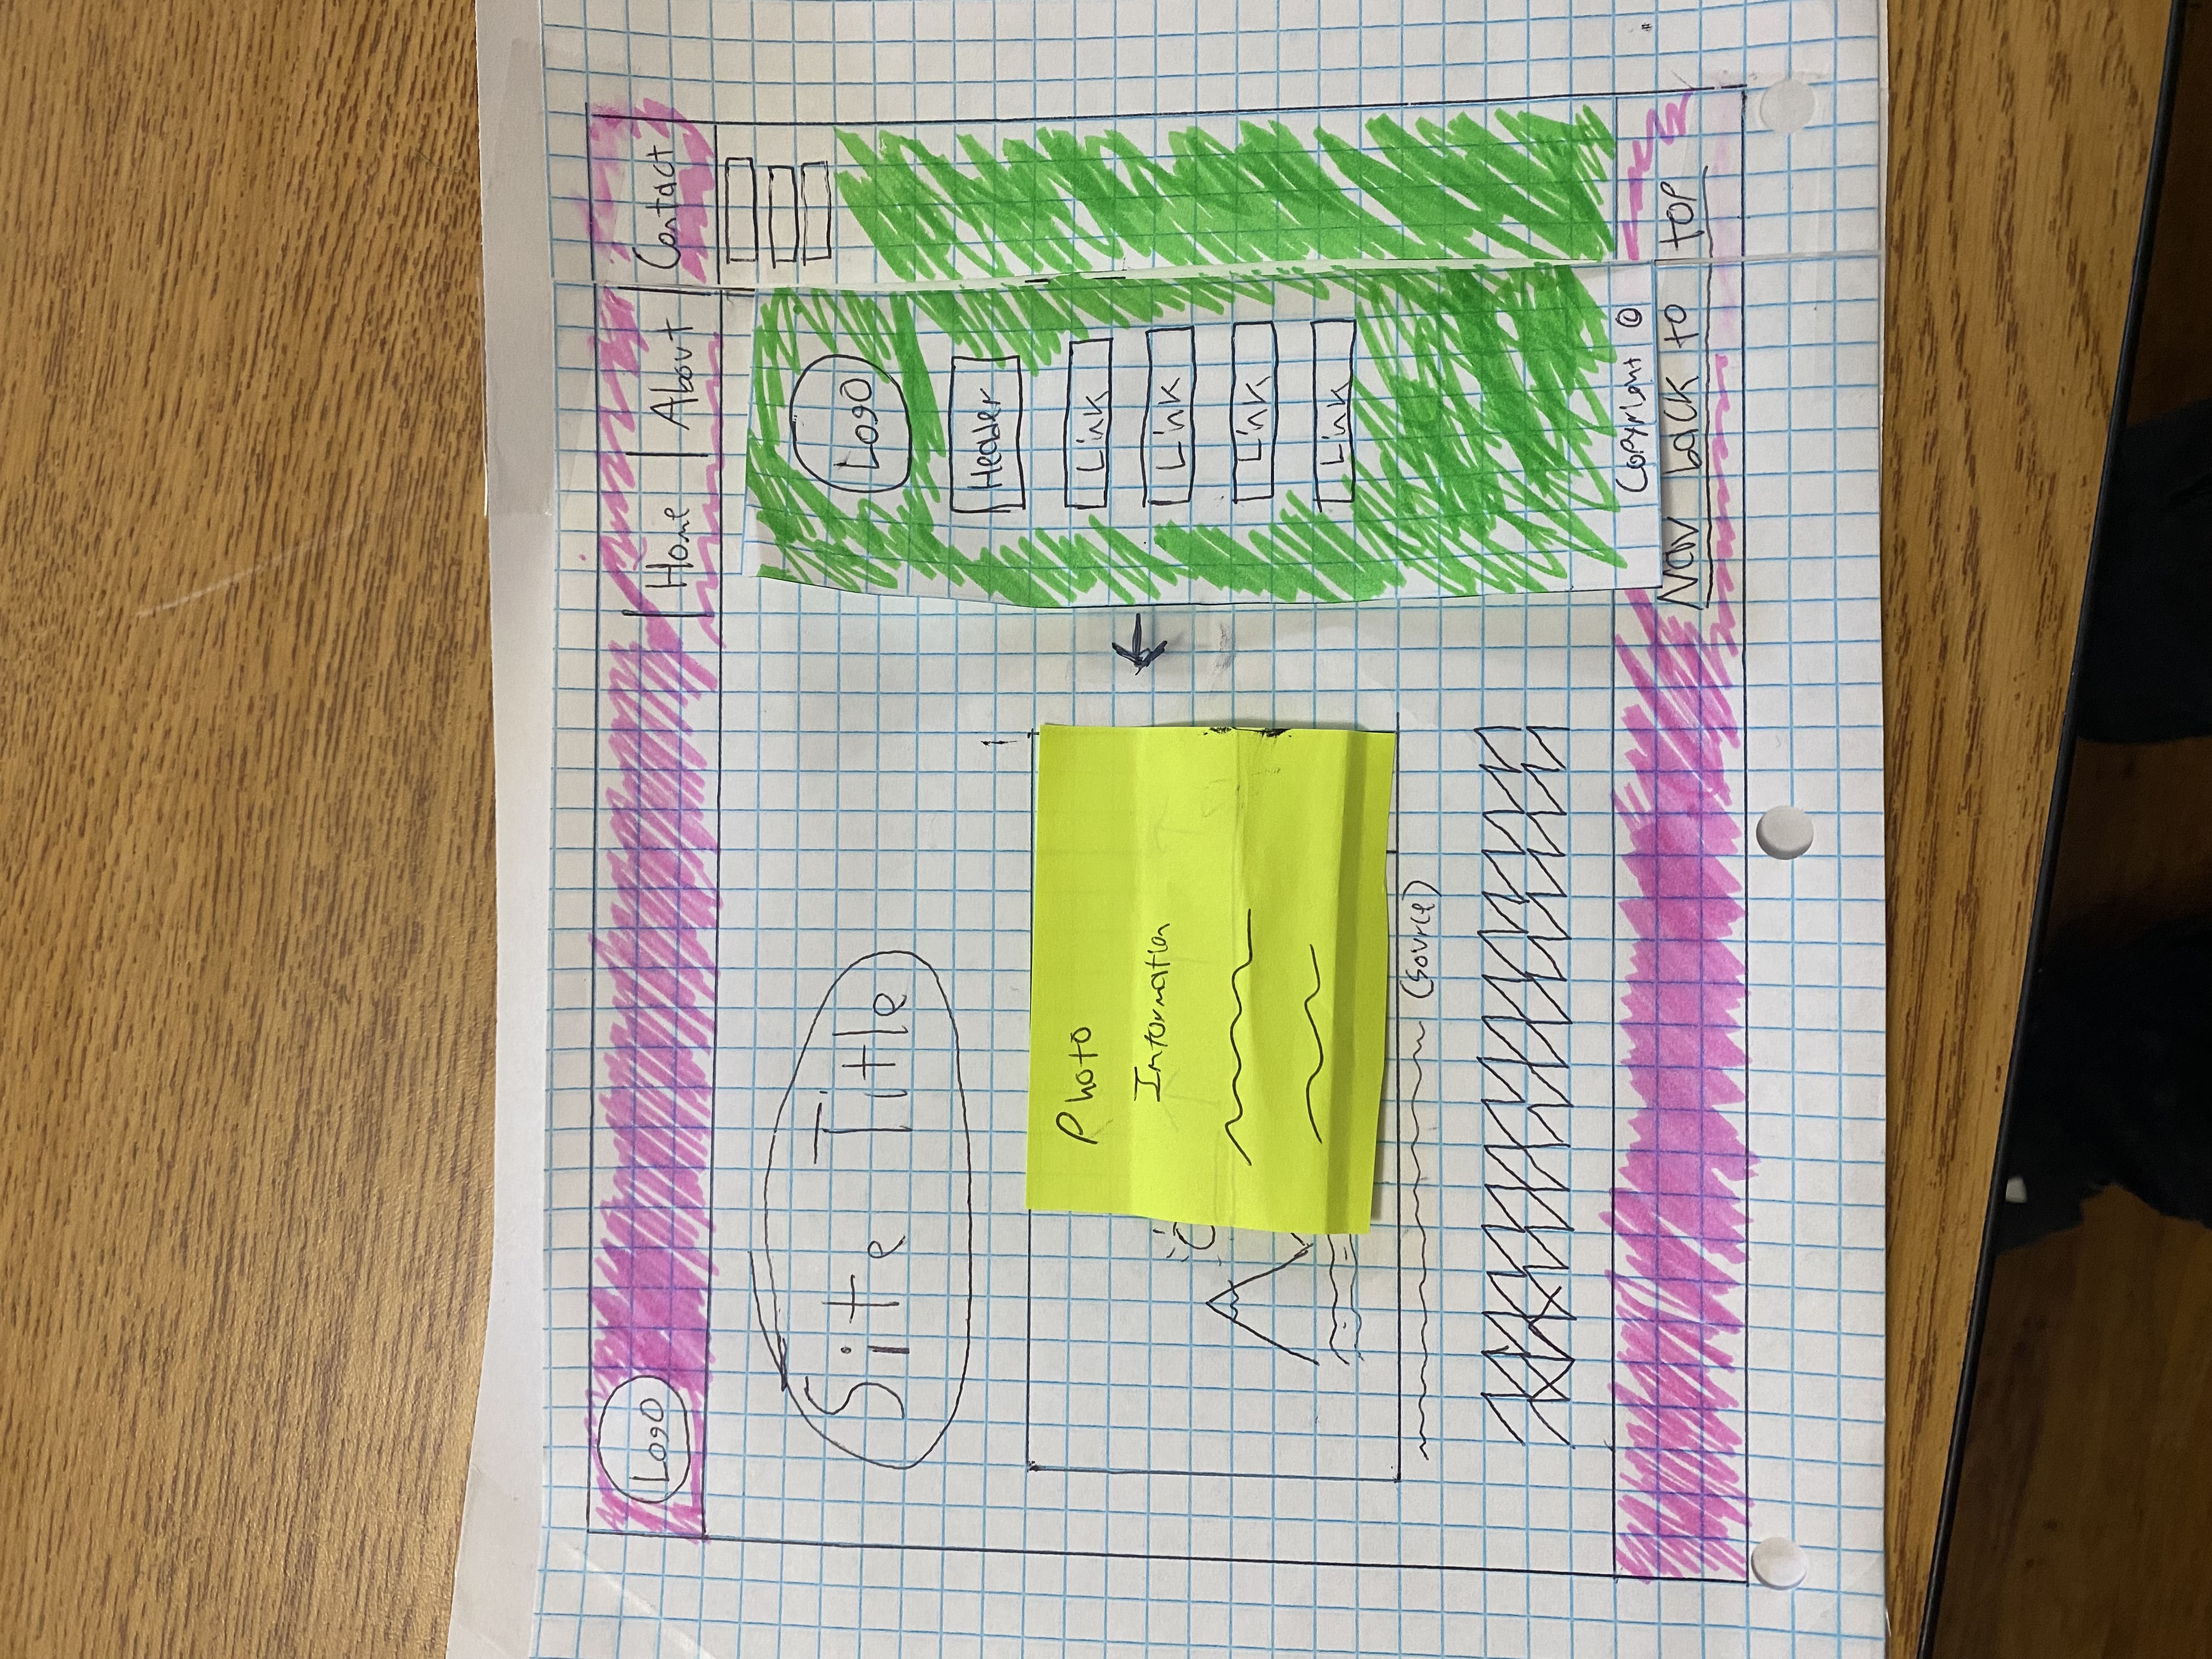 Logo
Home
About
Contact
Site Title
Photo
Information
(source)
Logo
Header
Link
Link
Link
Link
Copyright ©
Nav back to top